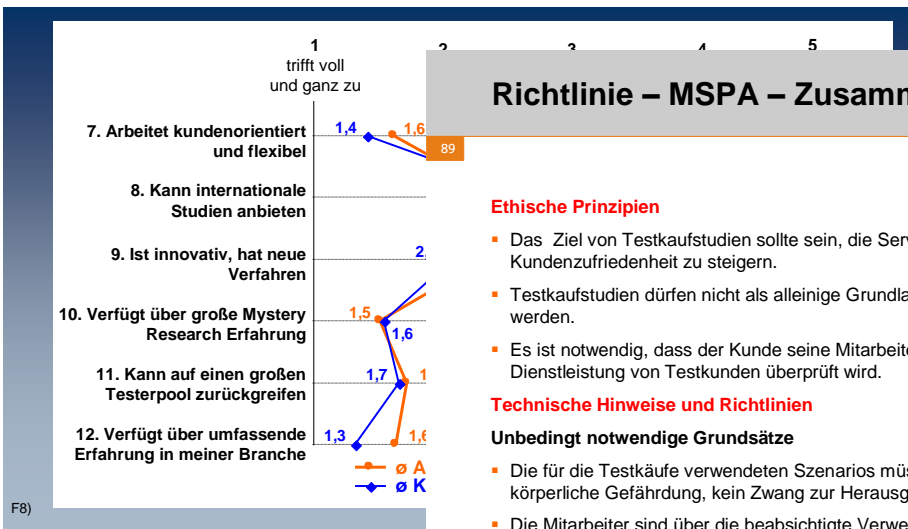 1 2 3 4 5
trifft voll
und ganz zu
7. Arbeitet kundenorientiert
und flexibel
1,4 1,6
8. Kann internationale
Studien anbieten
9. Ist innovativ, hat neue
Verfahren
2,
10. Verfügt über große Mystery
Research Erfahrung
1,5
1,6
11. Kann auf einen großen
Testerpool zurückgreifen
1,7 1
12. Verfügt über umfassende
Erfahrung in meiner Branche
1,3 1,6
ø A
ø K
F8)
Richtlinie – MSPA – Zusamm
89
Ethische Prinzipien
▪ Das Ziel von Testkaufstudien sollte sein, die Serv
Kundenzufriedenheit zu steigern.
▪ Testkaufstudien dürfen nicht als alleinige Grundla
werden.
▪ Es ist notwendig, dass der Kunde seine Mitarbeite
Dienstleistung von Testkunden überprüft wird.
Technische Hinweise und Richtlinien
Unbedingt notwendige Grundsätze
▪ Die für die Testkäufe verwendeten Szenarios müs
körperliche Gefährdung, kein Zwang zur Herausg
▪ Die Mitarbeiter sind über die beabsichtigte Verwe